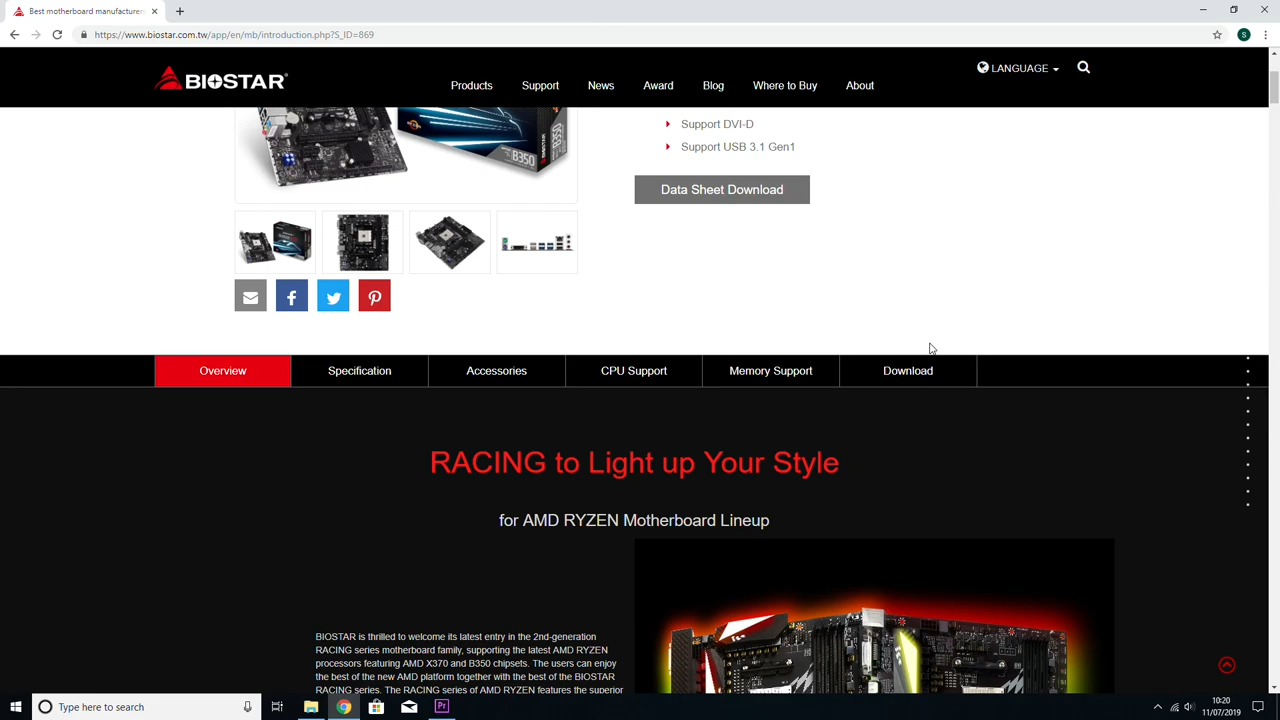 Best motherboard manufacturer
https://www.biostar.com.tw/app/en/mb/introduction.php?S_ID=869
S
BIOSTAR
Products
Support
News
Award
Blog
Where to Buy
About
LANGUAGE
B350
Support DVI-D
Support USB 3.1 Gen1
Data Sheet Download
Overview
Specification
Accessories
CPU Support
Memory Support
Download
RACING to Light up Your Style
for AMD RYZEN Motherboard Lineup
BIOSTAR is thrilled to welcome its latest entry in the 2nd-generation
RACING series motherboard family, supporting the latest AMD RYZEN
processors featuring AMD X370 and B350 chipsets. The users can enjoy
the best of the new AMD platform together with the best of the BIOSTAR
RACING series. The RACING series of AMD RYZEN features the superior
Type here to search
Pr
10:20
11/07/2019